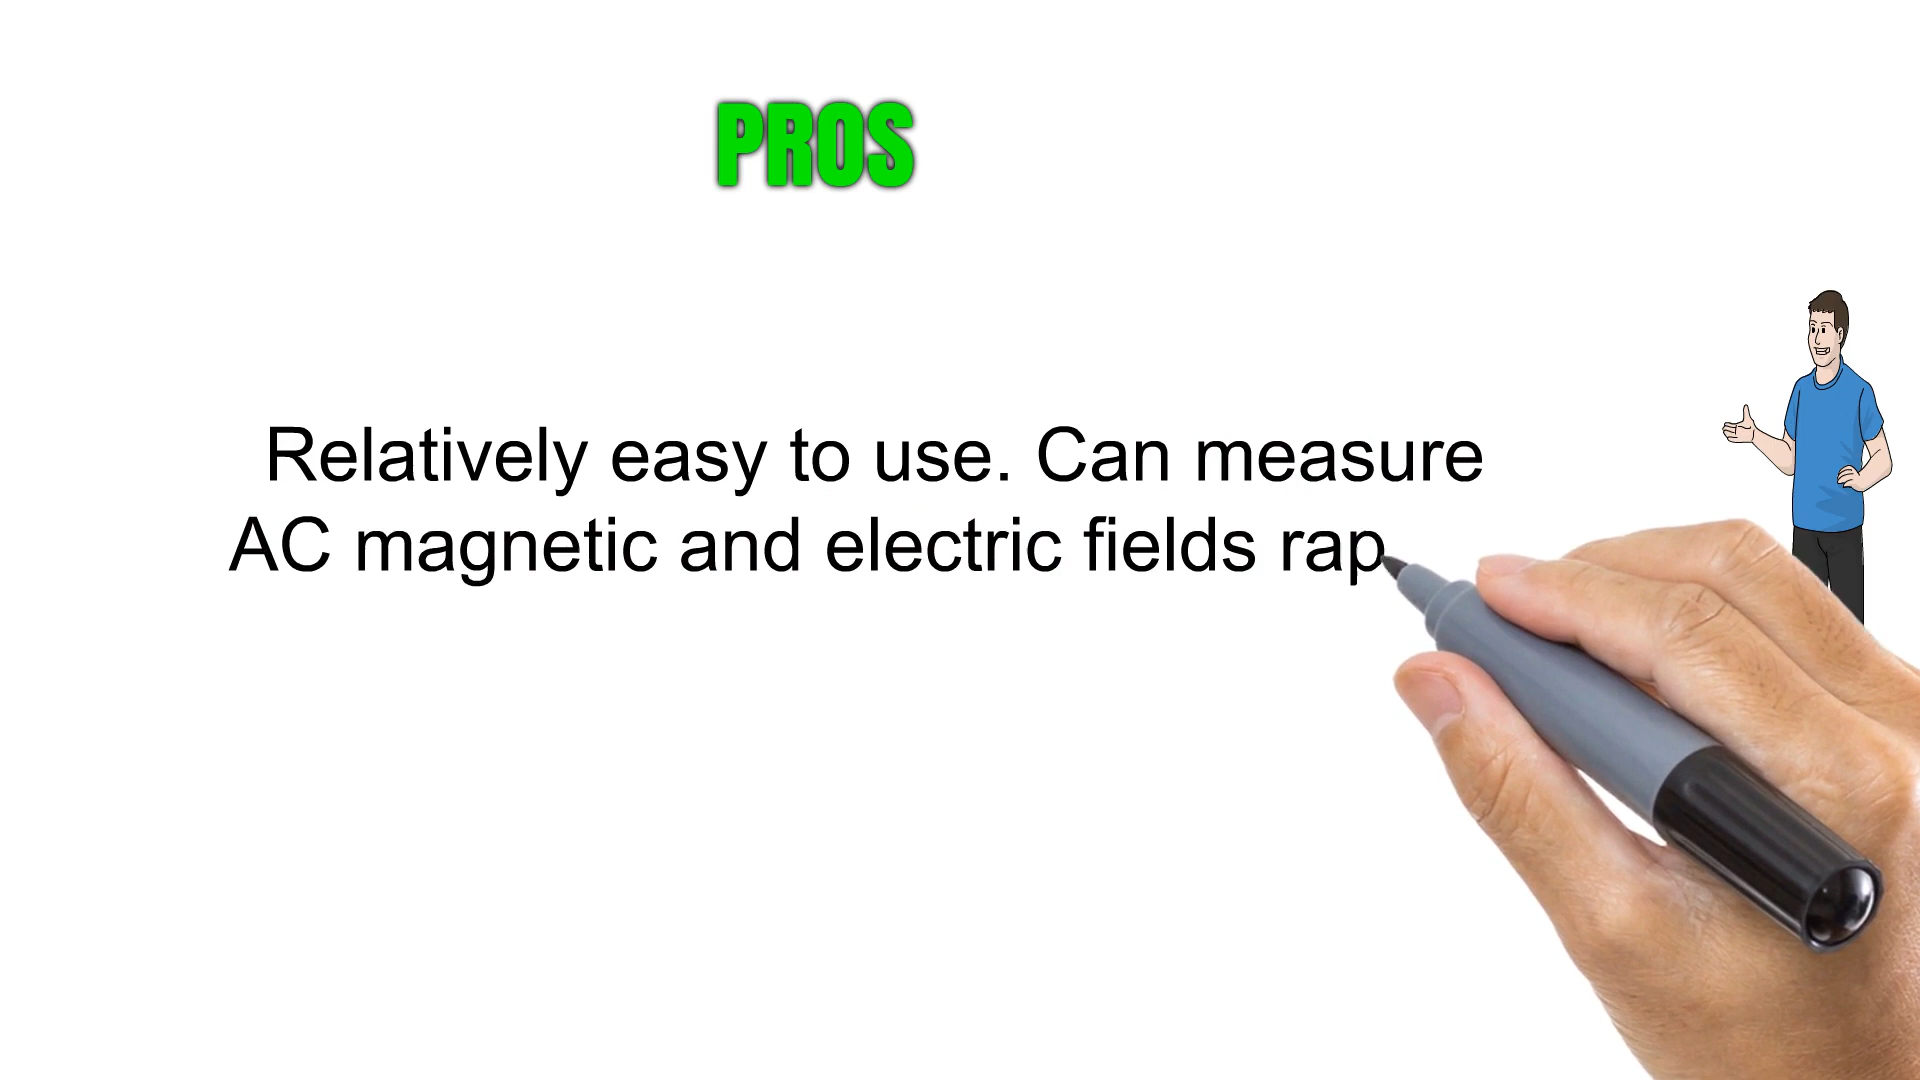 PROS
Relatively easy to use. Can measure
AC magnetic and electric fields rap